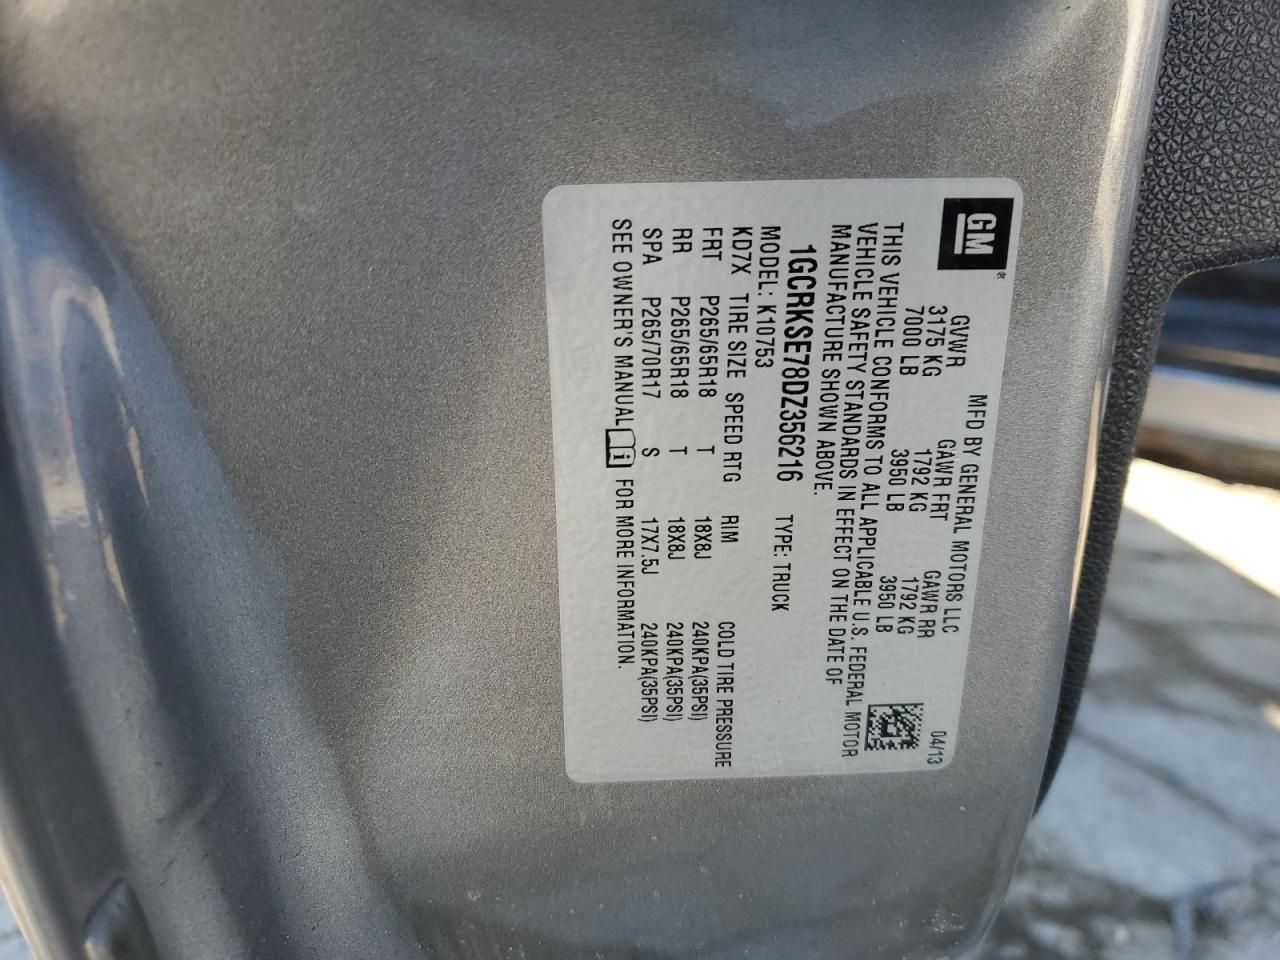 GM
MFD BY GENERAL MOTORS LLC 04/13
GVWR GAWR FRT GAWR RR
3175 KG 1792 KG 1792 KG
7000 LB 3950 LB 3950 LB
THIS VEHICLE CONFORMS TO ALL APPLICABLE U.S. FEDERAL MOTOR
VEHICLE SAFETY STANDARDS IN EFFECT ON THE DATE OF
MANUFACTURE SHOWN ABOVE.
1GCRKSE78DZ356216 TYPE: TRUCK
MODEL: K10753
KD7X TIRE SIZE SPEED RTG RIM COLD TIRE PRESSURE
FRT P265/65R18 T 18X8J 240KPA(35PSI)
RR P265/65R18 T 18X8J 240KPA(35PSI)
SPA P265/70R17 S 17X7.5J 240KPA(35PSI)
SEE OWNER'S MANUAL i FOR MORE INFORMATION.